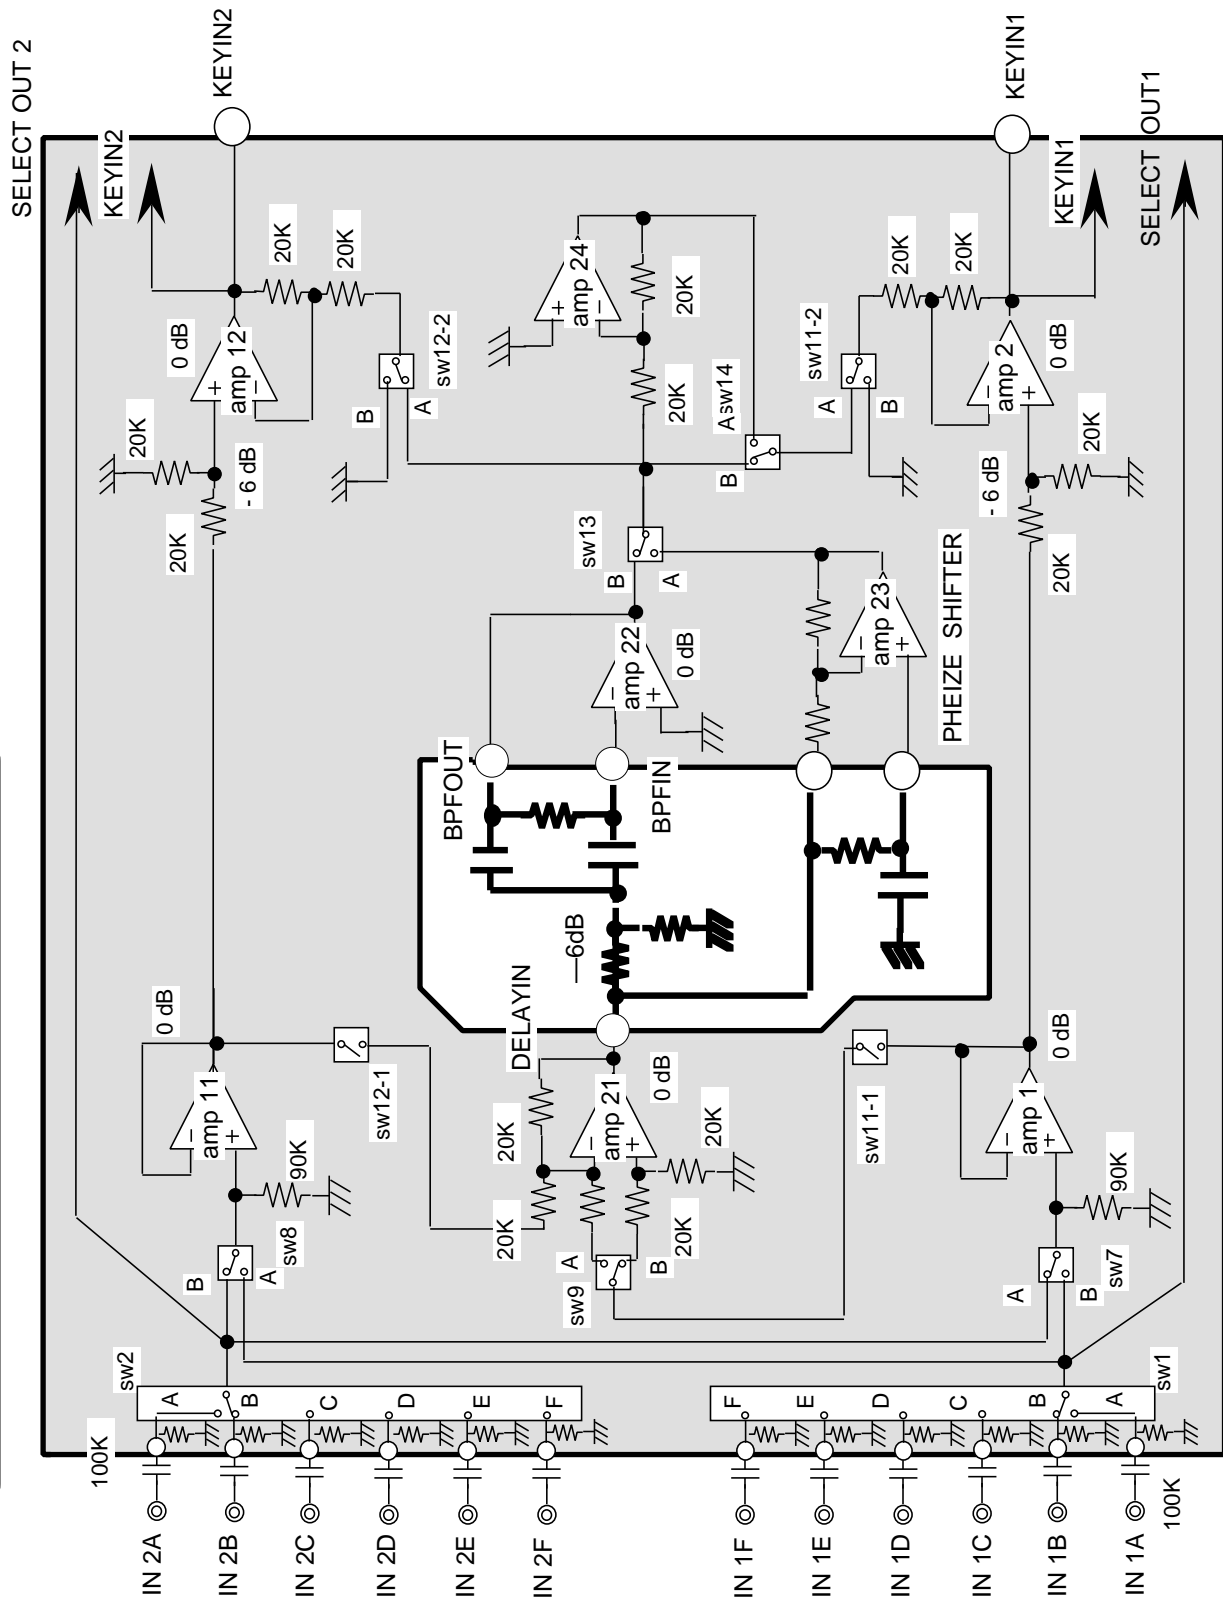 SELECT OUT 2
KEYIN2
KEYIN2
20K
20K
0 dB
amp 12
+
−
20K
- 6 dB
20K
sw12-2
B
A
amp 24
+
−
20K
20K
A
sw14
B
sw11-2
A
B
20K
20K
0 dB
amp 2
−
+
KEYIN1
KEYIN1
SELECT OUT1
- 6 dB
20K
20K
sw13
B
A
amp 22
−
+
0 dB
amp 23
−
+
PHEIZE SHIFTER
BPFOUT
BPFIN
—6dB
DELAYIN
0 dB
amp 11
−
+
90K
sw12-1
sw8
B
A
20K
20K
amp 21
−
+
0 dB
20K
20K
A
B
sw9
sw11-1
0 dB
amp 1
−
+
90K
sw7
A
B
sw2
A
B
C
D
E
F
100K
IN 2A
IN 2B
IN 2C
IN 2D
IN 2E
IN 2F
sw1
F
E
D
C
B
A
IN 1F
IN 1E
IN 1D
IN 1C
IN 1B
IN 1A
100K